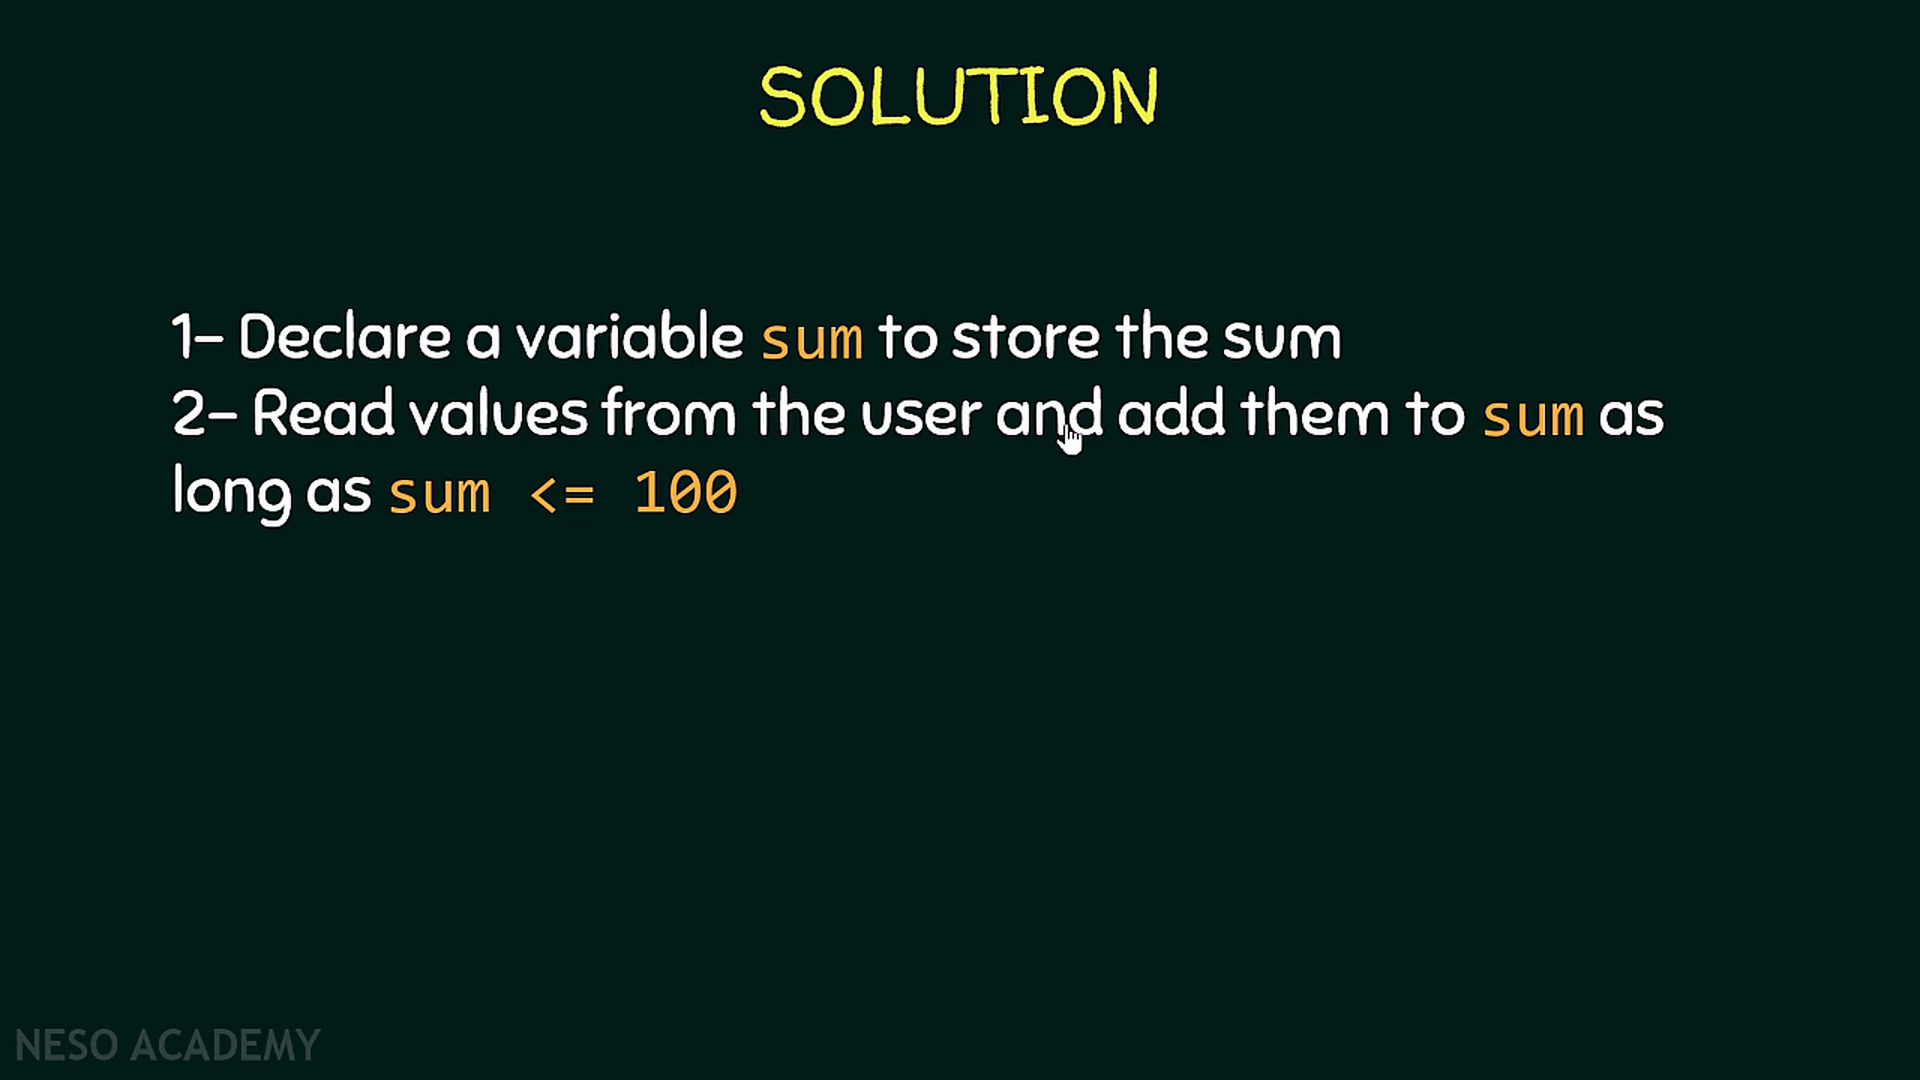 SOLUTION
1- Declare a variable sum to store the sum
2- Read values from the user and add them to sum as
long as sum <= 100
NESO ACADEMY